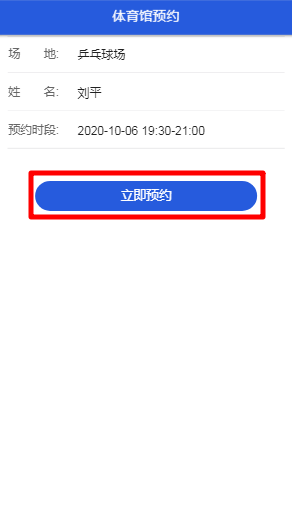 体育馆预约
场 地: 乒乓球场
姓 名: 刘平
预约时段: 2020-10-06 19:30-21:00
立即预约